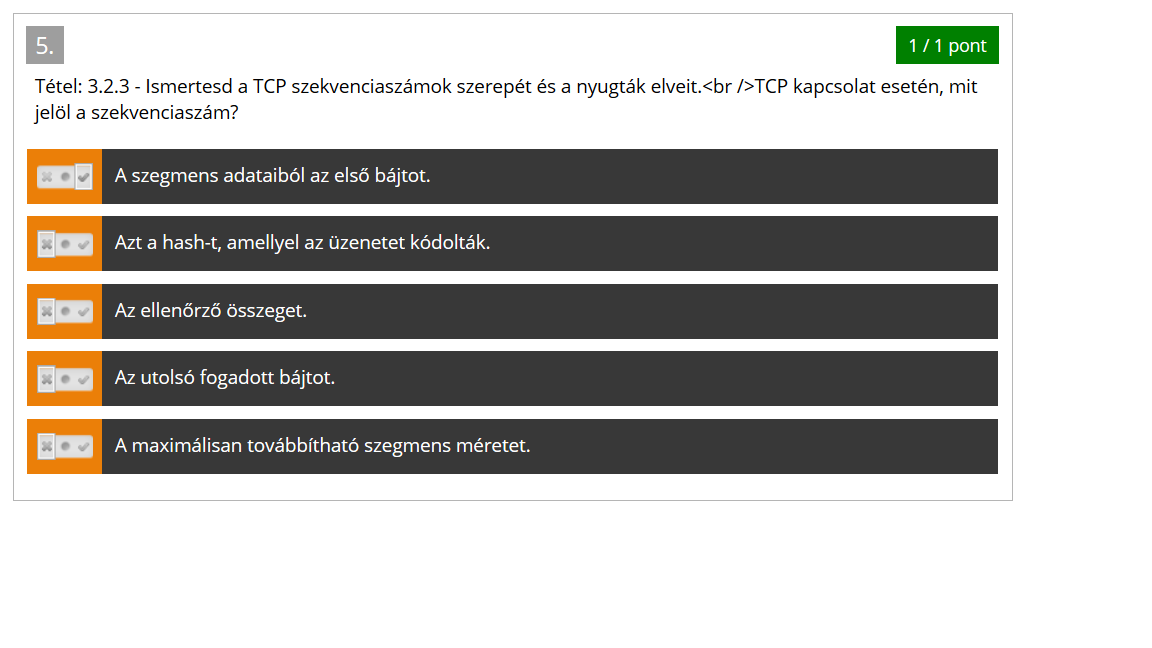 5.
1 / 1 pont
Tétel: 3.2.3 - Ismertesd a TCP szekvenciaszámok szerepét és a nyugták elveit.<br />TCP kapcsolat esetén, mit
jelöl a szekvenciaszám?
A szegmens adataiból az első bájtot.
Azt a hash-t, amellyel az üzenetet kódolták.
Az ellenőrző összeget.
Az utolsó fogadott bájtot.
A maximálisan továbbítható szegmens méretet.